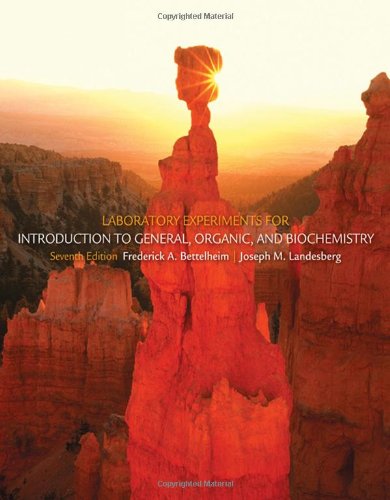 Copyrighted Material
LABORATORY EXPERIMENTS FOR
INTRODUCTION TO GENERAL, ORGANIC, AND BIOCHEMISTRY
Seventh Edition Frederick A. Bettelheim | Joseph M. Landesberg
Copyrighted Material